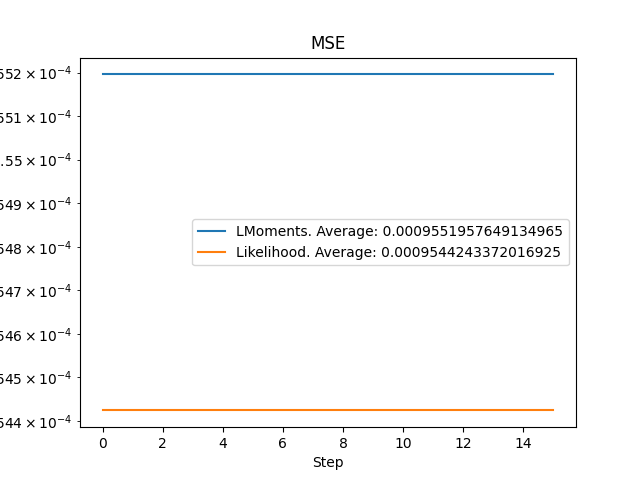 MSE
552 × 10⁻⁴
551 × 10⁻⁴
.55 × 10⁻⁴
549 × 10⁻⁴
548 × 10⁻⁴
547 × 10⁻⁴
546 × 10⁻⁴
545 × 10⁻⁴
544 × 10⁻⁴
LMoments. Average: 0.0009551957649134965
Likelihood. Average: 0.0009544243372016925
0 2 4 6 8 10 12 14
Step